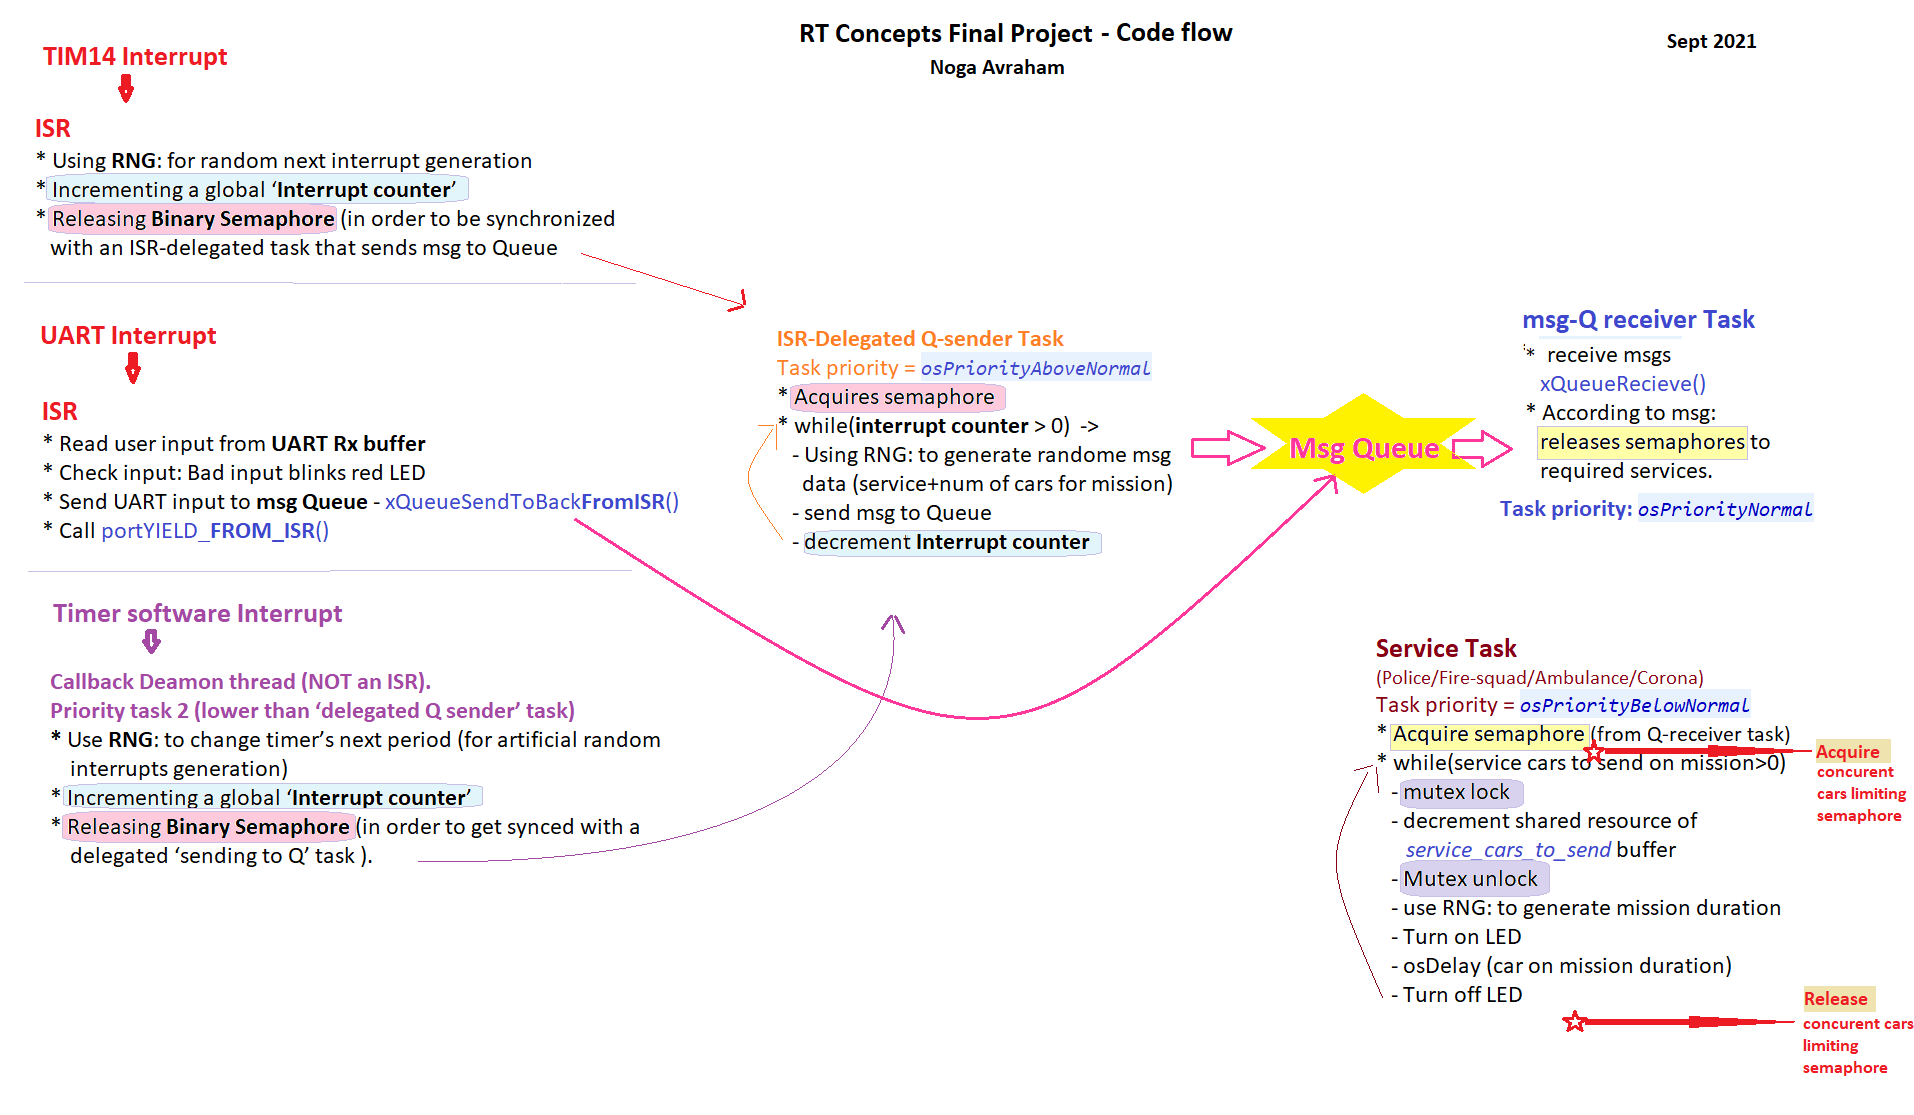 RT Concepts Final Project - Code flow
Noga Avraham
Sept 2021
TIM14 Interrupt
ISR
* Using RNG: for random next interrupt generation
* Incrementing a global ‘Interrupt counter’
* Releasing Binary Semaphore (in order to be synchronized
with an ISR-delegated task that sends msg to Queue
UART Interrupt
ISR
* Read user input from UART Rx buffer
* Check input: Bad input blinks red LED
* Send UART input to msg Queue - xQueueSendToBackFromISR()
* Call portYIELD_FROM_ISR()
Timer software Interrupt
Callback Deamon thread (NOT an ISR).
Priority task 2 (lower than ‘delegated Q sender’ task)
* Use RNG: to change timer’s next period (for artificial random
interrupts generation)
* Incrementing a global ‘Interrupt counter’
* Releasing Binary Semaphore (in order to get synced with a
delegated ‘sending to Q’ task ).
ISR-Delegated Q-sender Task
Task priority = osPriorityAboveNormal
* Acquires semaphore
* while(interrupt counter > 0) ->
- Using RNG: to generate randome msg
data (service+num of cars for mission)
- send msg to Queue
- decrement Interrupt counter
Msg Queue
msg-Q receiver Task
* receive msgs
xQueueRecieve()
* According to msg:
releases semaphores to
required services.
Task priority: osPriorityNormal
Service Task
(Police/Fire-squad/Ambulance/Corona)
Task priority = osPriorityBelowNormal
* Acquire semaphore (from Q-receiver task)
* while(service cars to send on mission>0)
- mutex lock
- decrement shared resource of
service_cars_to_send buffer
- Mutex unlock
- use RNG: to generate mission duration
- Turn on LED
- osDelay (car on mission duration)
- Turn off LED
Acquire
concurent
cars limiting
semaphore
Release
concurent cars
limiting
semaphore